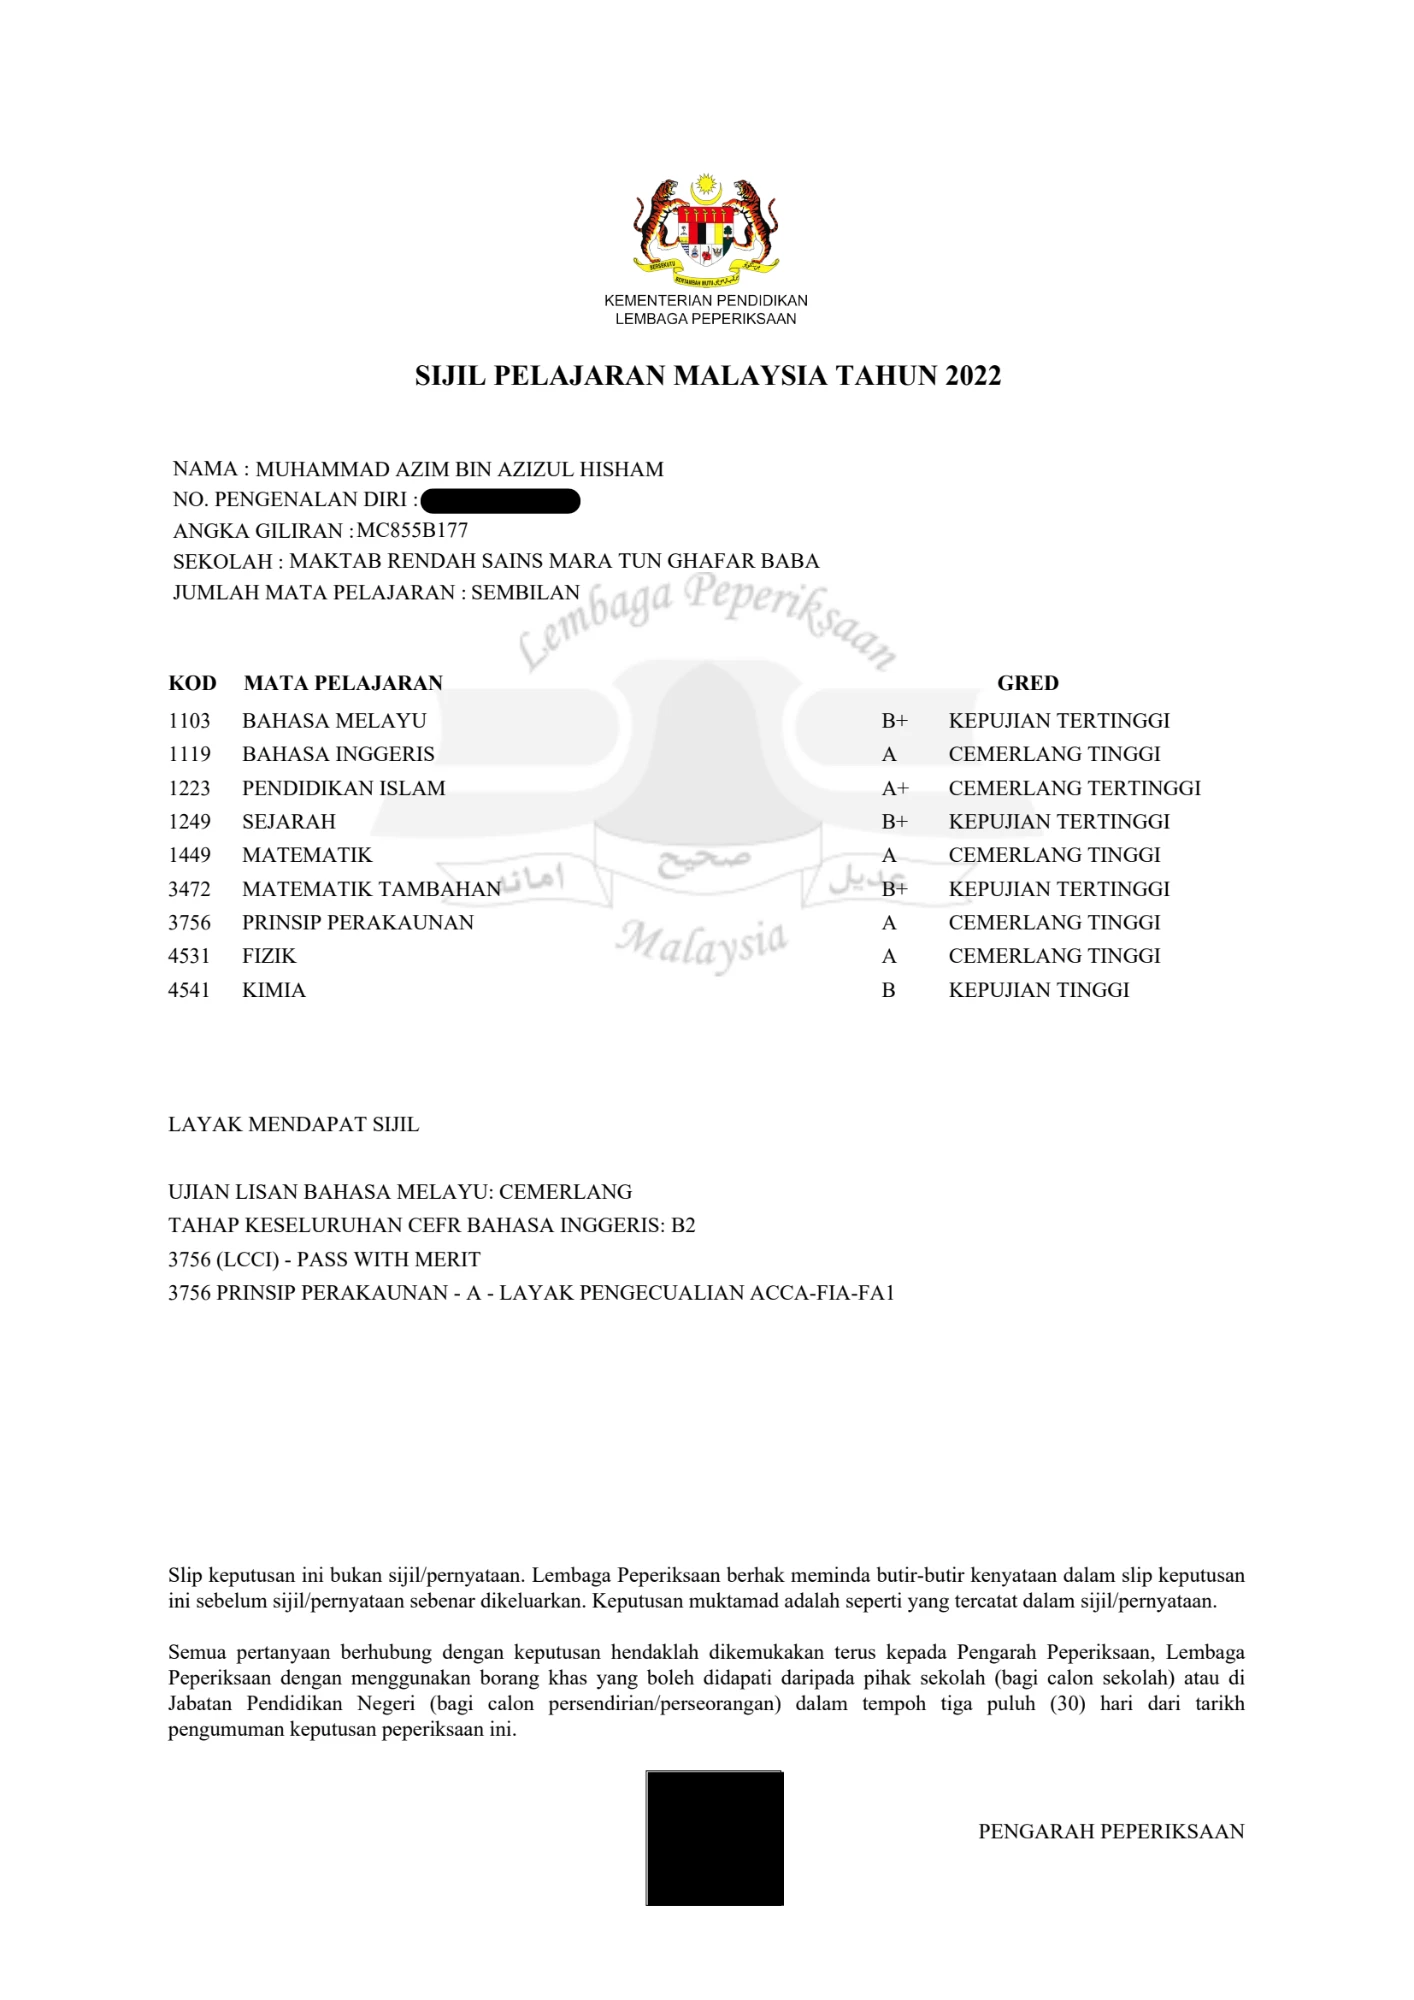 KEMENTERIAN PENDIDIKAN
LEMBAGA PEPERIKSAAN
SIJIL PELAJARAN MALAYSIA TAHUN 2022
NAMA : MUHAMMAD AZIM BIN AZIZUL HISHAM
NO. PENGENALAN DIRI :
ANGKA GILIRAN : MC855B177
SEKOLAH : MAKTAB RENDAH SAINS MARA TUN GHAFAR BABA
JUMLAH MATA PELAJARAN : SEMBILAN
Lembaga Peperiksaan
KOD MATA PELAJARAN GRED
1103 BAHASA MELAYU B+ KEPUJIAN TERTINGGI
1119 BAHASA INGGERIS A CEMERLANG TINGGI
1223 PENDIDIKAN ISLAM A+ CEMERLANG TERTINGGI
1249 SEJARAH B+ KEPUJIAN TERTINGGI
1449 MATEMATIK A CEMERLANG TINGGI
3472 MATEMATIK TAMBAHAN B+ KEPUJIAN TERTINGGI
3756 PRINSIP PERAKAUNAN A CEMERLANG TINGGI
4531 FIZIK A CEMERLANG TINGGI
4541 KIMIA B KEPUJIAN TINGGI
امانه صحيح عديل
Malaysia
LAYAK MENDAPAT SIJIL
UJIAN LISAN BAHASA MELAYU: CEMERLANG
TAHAP KESELURUHAN CEFR BAHASA INGGERIS: B2
3756 (LCCI) - PASS WITH MERIT
3756 PRINSIP PERAKAUNAN - A - LAYAK PENGECUALIAN ACCA-FIA-FA1
Slip keputusan ini bukan sijil/pernyataan. Lembaga Peperiksaan berhak meminda butir-butir kenyataan dalam slip keputusan
ini sebelum sijil/pernyataan sebenar dikeluarkan. Keputusan muktamad adalah seperti yang tercatat dalam sijil/pernyataan.
Semua pertanyaan berhubung dengan keputusan hendaklah dikemukakan terus kepada Pengarah Peperiksaan, Lembaga
Peperiksaan dengan menggunakan borang khas yang boleh didapati daripada pihak sekolah (bagi calon sekolah) atau di
Jabatan Pendidikan Negeri (bagi calon persendirian/perseorangan) dalam tempoh tiga puluh (30) hari dari tarikh
pengumuman keputusan peperiksaan ini.
PENGARAH PEPERIKSAAN